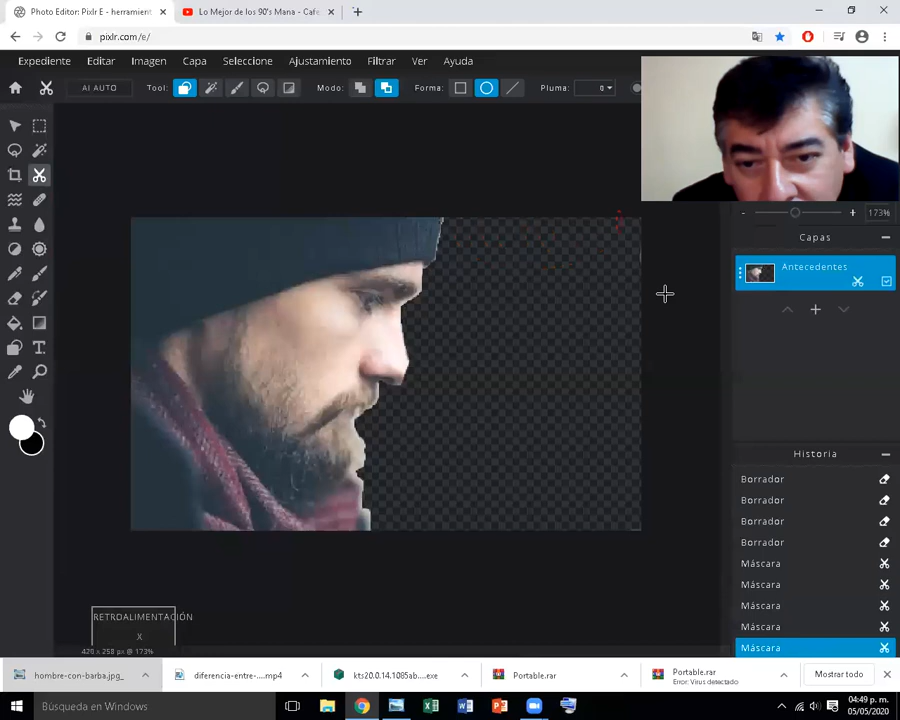 Photo Editor: Pixlr E - herramient
Lo Mejor de los 90's Mana - Cafe
pixlr.com/e/
Expediente Editar Imagen Capa Seleccione Ajustamiento Filtrar Ver Ayuda
AI AUTO Tool: Modo: Forma: Pluma: 0
- + 173%
Capas
Antecedentes
Historia
Borrador
Borrador
Borrador
Borrador
Máscara
Máscara
Máscara
Máscara
Máscara
RETROALIMENTACIÓN
X
420 x 258 px @ 173%
hombre-con-barba.jpg_
diferencia-entre-....mp4
kts20.0.14.1085ab....exe
Portable.rar
Portable.rar
Error: Virus detectado
Mostrar todo
Búsqueda en Windows
04:49 p. m.
05/05/2020